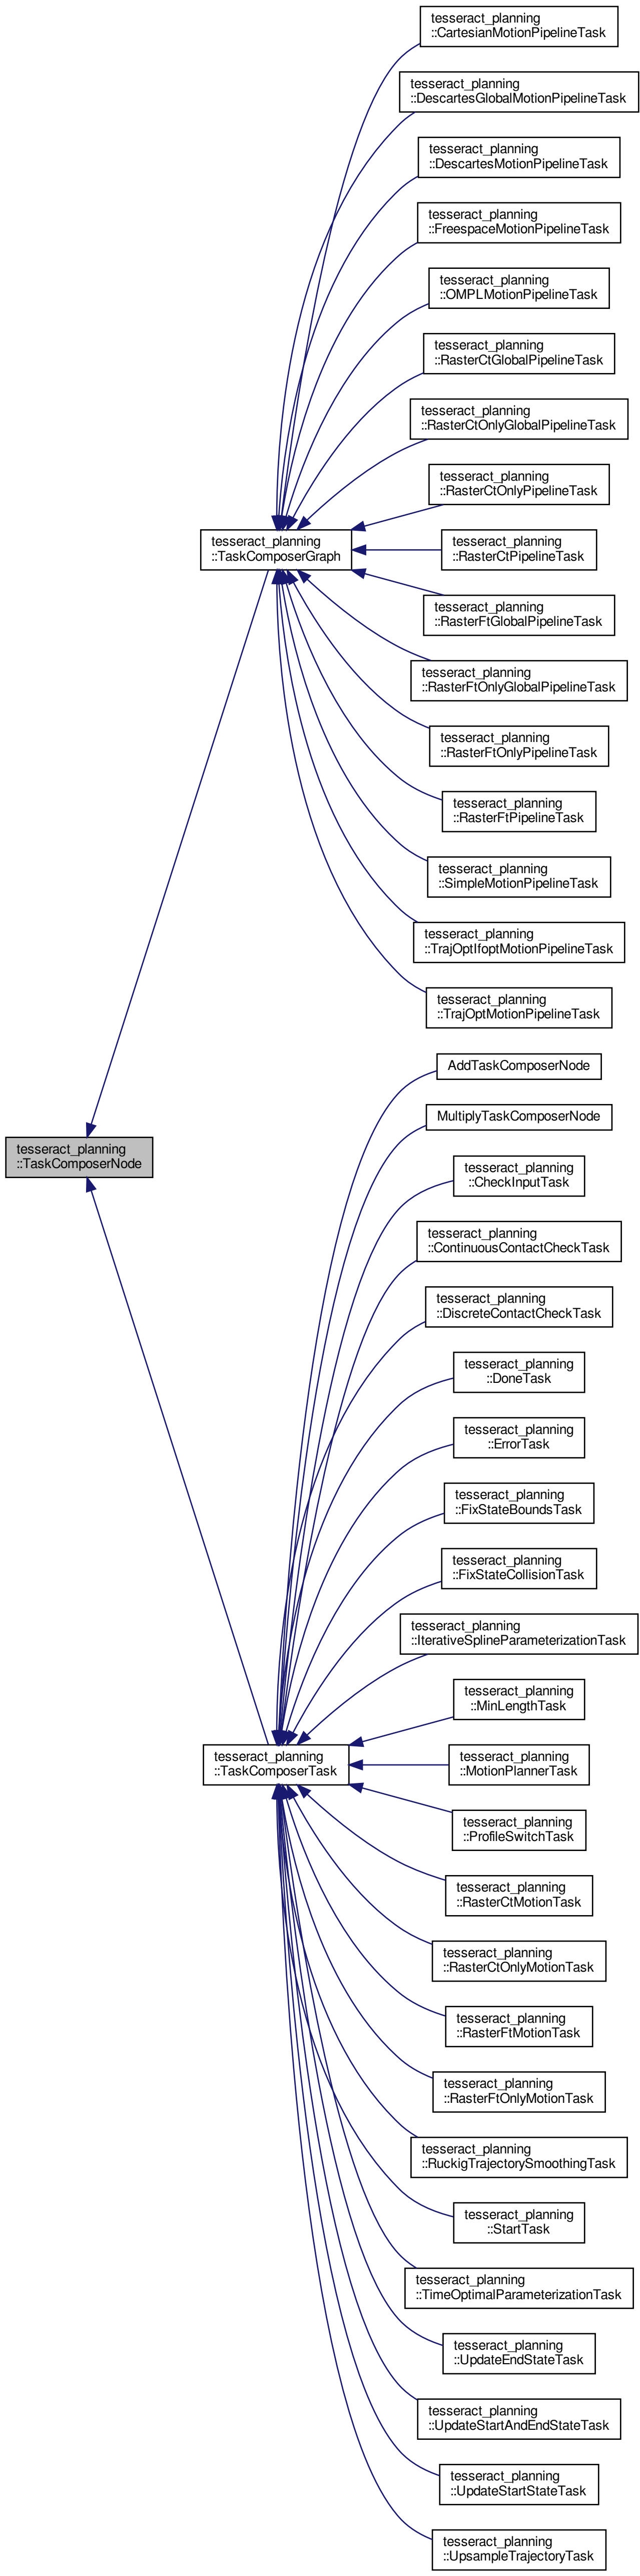 tesseract_planning
::CartesianMotionPipelineTask
tesseract_planning
::DescartesGlobalMotionPipelineTask
tesseract_planning
::DescartesMotionPipelineTask
tesseract_planning
::FreespaceMotionPipelineTask
tesseract_planning
::OMPLMotionPipelineTask
tesseract_planning
::RasterCtGlobalPipelineTask
tesseract_planning
::RasterCtOnlyGlobalPipelineTask
tesseract_planning
::RasterCtOnlyPipelineTask
tesseract_planning
::TaskComposerGraph
tesseract_planning
::RasterCtPipelineTask
tesseract_planning
::RasterFtGlobalPipelineTask
tesseract_planning
::RasterFtOnlyGlobalPipelineTask
tesseract_planning
::RasterFtOnlyPipelineTask
tesseract_planning
::RasterFtPipelineTask
tesseract_planning
::SimpleMotionPipelineTask
tesseract_planning
::TrajOptIfoptMotionPipelineTask
tesseract_planning
::TrajOptMotionPipelineTask
AddTaskComposerNode
MultiplyTaskComposerNode
tesseract_planning
::TaskComposerNode
tesseract_planning
::CheckInputTask
tesseract_planning
::ContinuousContactCheckTask
tesseract_planning
::DiscreteContactCheckTask
tesseract_planning
::DoneTask
tesseract_planning
::ErrorTask
tesseract_planning
::FixStateBoundsTask
tesseract_planning
::FixStateCollisionTask
tesseract_planning
::IterativeSplineParameterizationTask
tesseract_planning
::MinLengthTask
tesseract_planning
::TaskComposerTask
tesseract_planning
::MotionPlannerTask
tesseract_planning
::ProfileSwitchTask
tesseract_planning
::RasterCtMotionTask
tesseract_planning
::RasterCtOnlyMotionTask
tesseract_planning
::RasterFtMotionTask
tesseract_planning
::RasterFtOnlyMotionTask
tesseract_planning
::RuckigTrajectorySmoothingTask
tesseract_planning
::StartTask
tesseract_planning
::TimeOptimalParameterizationTask
tesseract_planning
::UpdateEndStateTask
tesseract_planning
::UpdateStartAndEndStateTask
tesseract_planning
::UpdateStartStateTask
tesseract_planning
::UpsampleTrajectoryTask